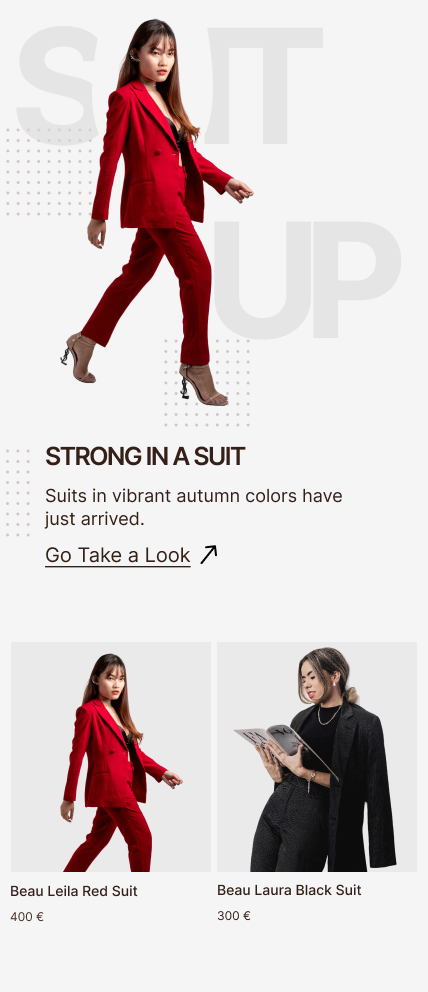 SUIT
UP
STRONG IN A SUIT
Suits in vibrant autumn colors have
just arrived.
Go Take a Look
Beau Leila Red Suit
400 €
Beau Laura Black Suit
300 €